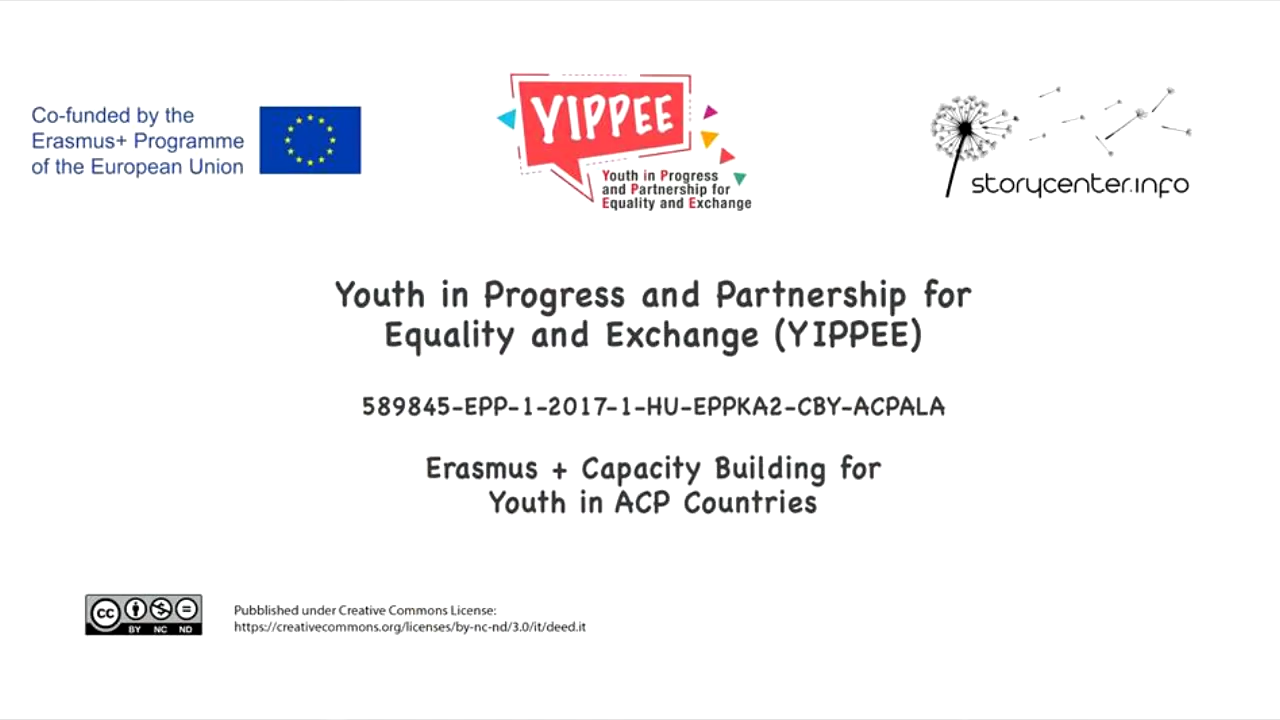 Co-funded by the
Erasmus+ Programme
of the European Union
YIPPEE
Youth in Progress
and Partnership for
Equality and Exchange
storycenter.info
Youth in Progress and Partnership for
Equality and Exchange (YIPPEE)
589845-EPP-1-2017-1-HU-EPPKA2-CBY-ACPALA
Erasmus + Capacity Building for
Youth in ACP Countries
cc
BY NC ND
Pubblished under Creative Commons License:
https://creativecommons.org/licenses/by-nc-nd/3.0/it/deed.it